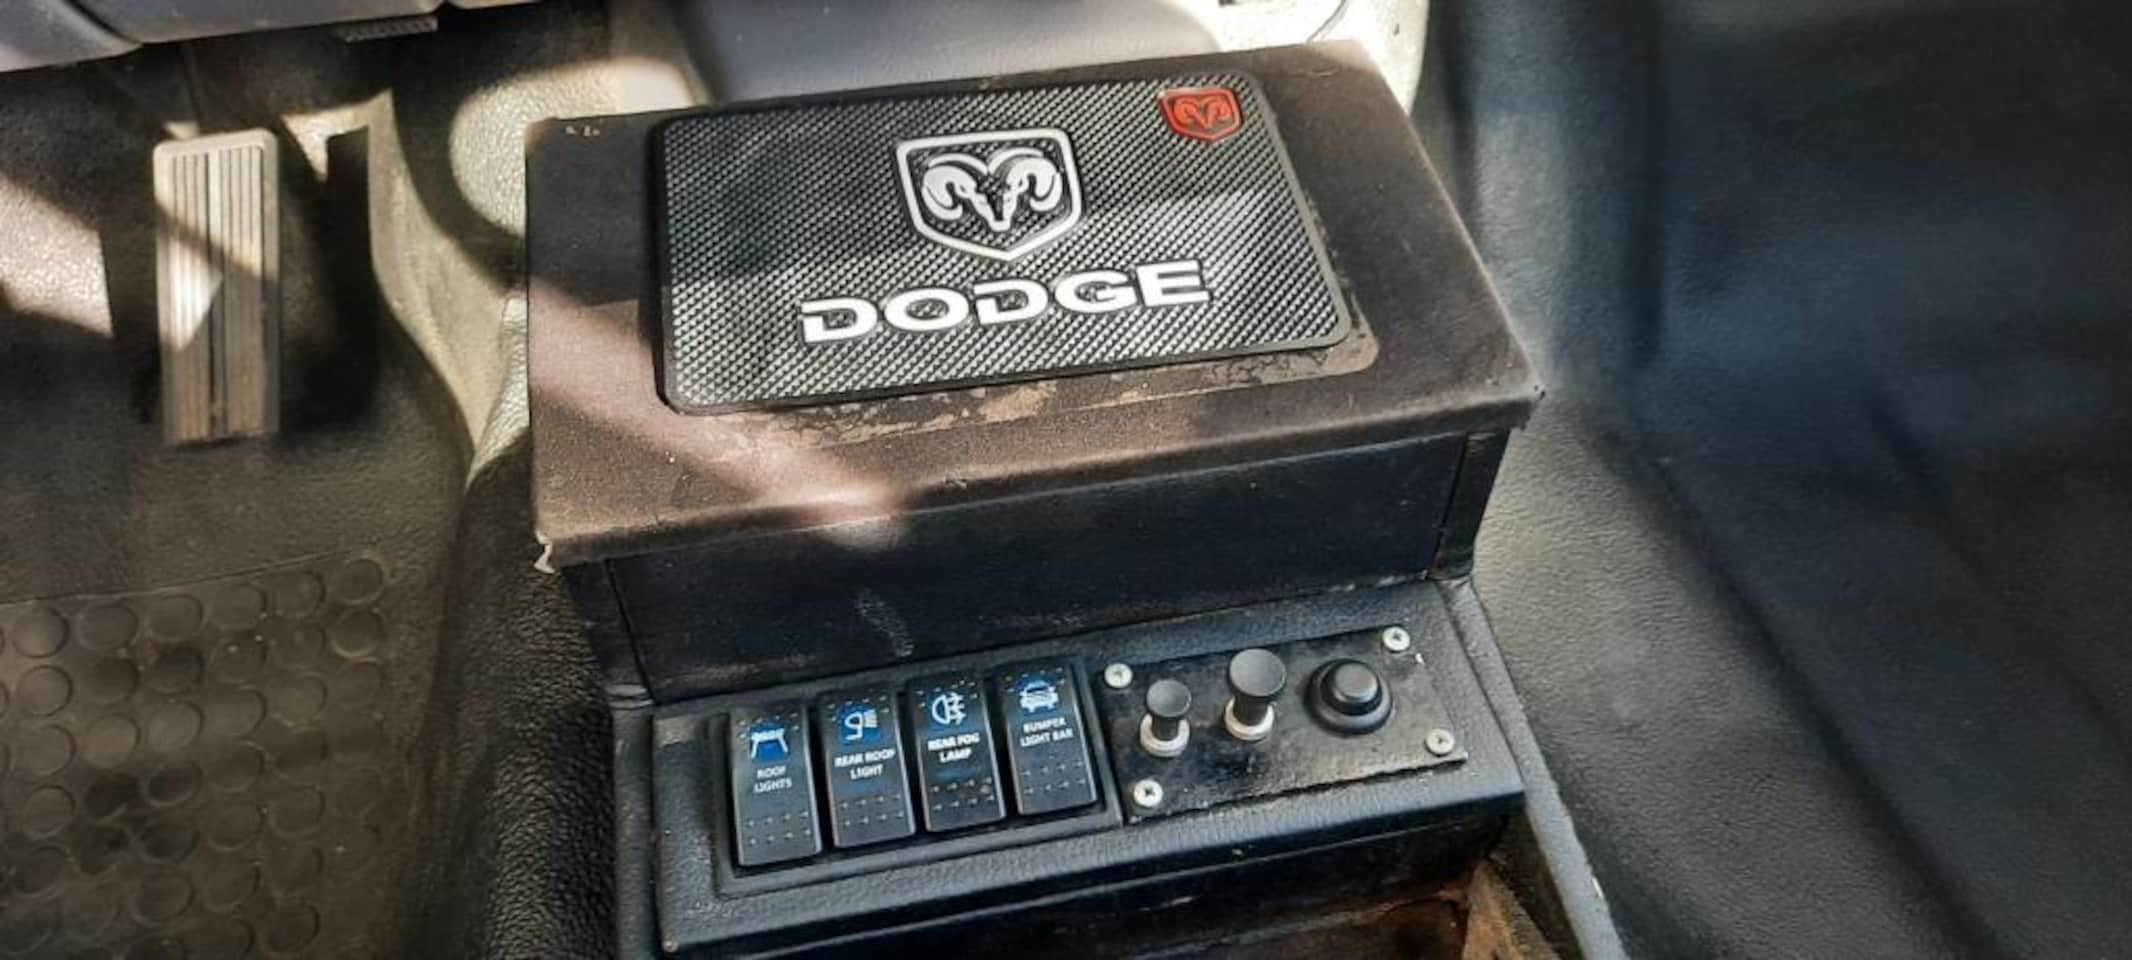 DODGE
ROOF
LIGHTS
REAR ROOF
LIGHT
REAR FOG
LAMP
BUMPER
LIGHT BAR